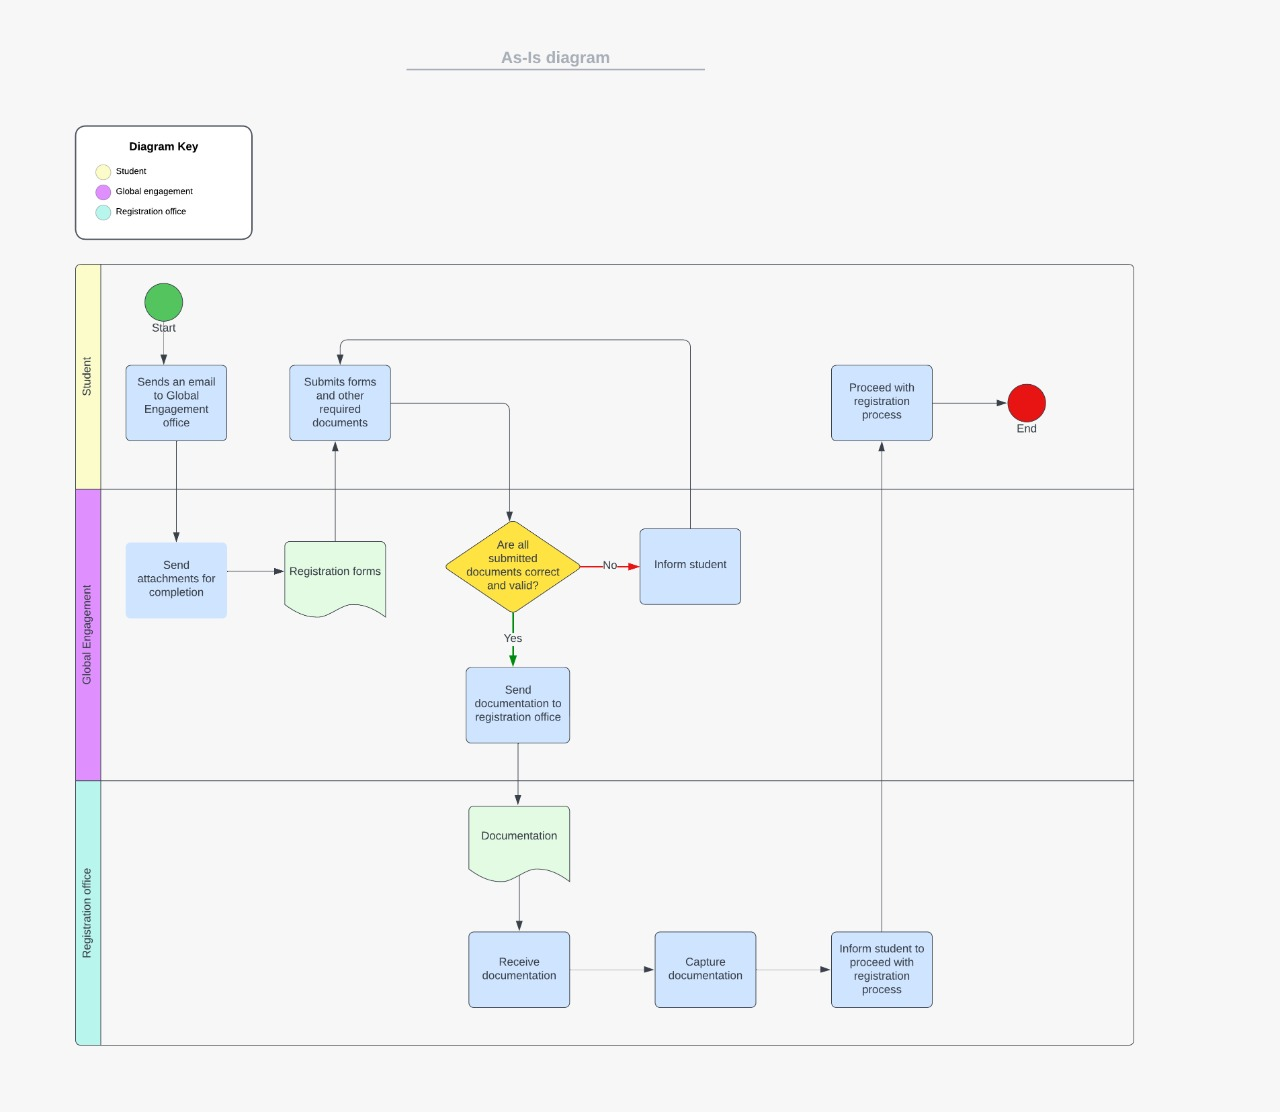 As-Is diagram
Diagram Key
Student
Global engagement
Registration office
Student
Start
Sends an email
to Global
Engagement
office
Submits forms
and other
required
documents
Proceed with
registration
process
End
Global Engagement
Send
attachments for
completion
Registration forms
Are all
submitted
documents correct
and valid?
No
Inform student
Yes
Send
documentation to
registration office
Registration office
Documentation
Receive
documentation
Capture
documentation
Inform student to
proceed with
registration
process